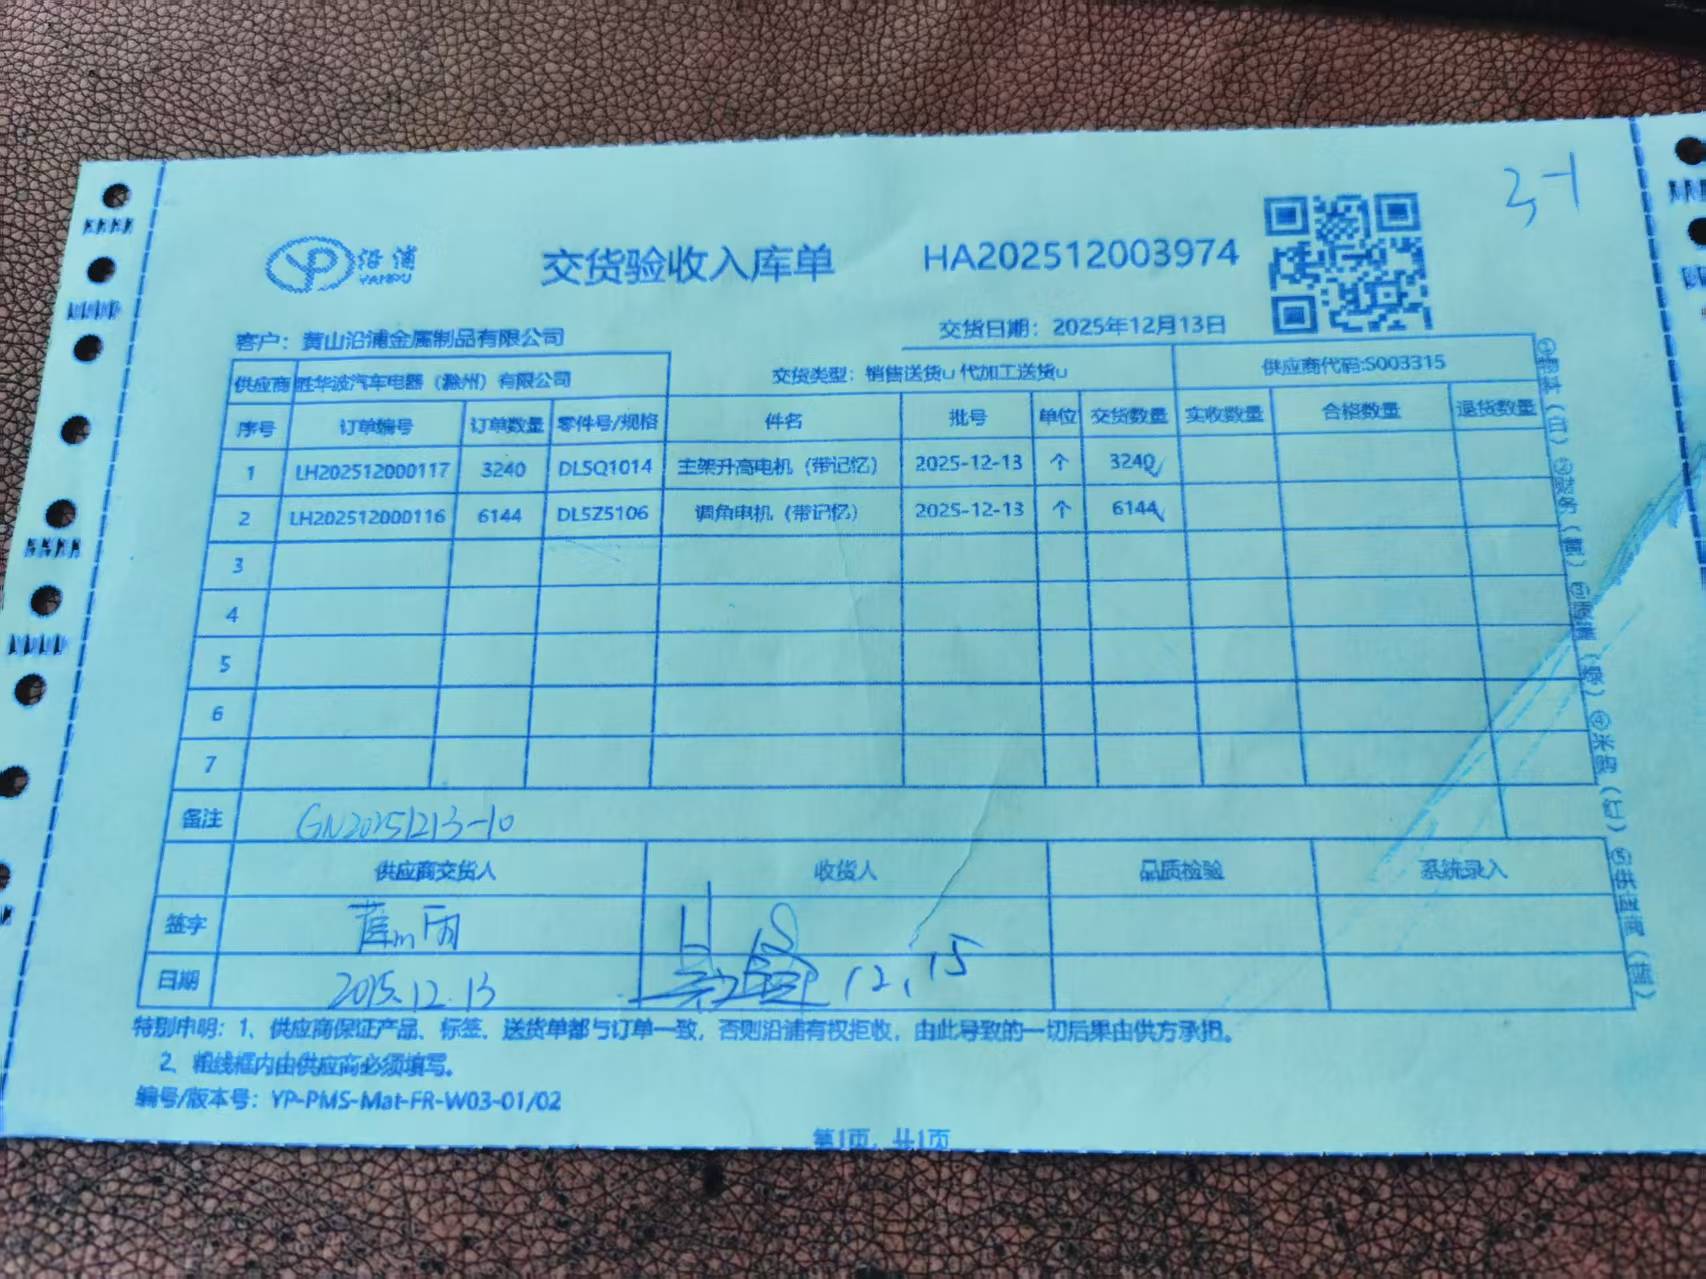 3-1
YP 沿浦 YANPU
交货验收入库单 HA202512003974
客户：黄山沿浦金属制品有限公司 交货日期：2025年12月13日
供应商 胜华波汽车电器（滁州）有限公司 交货类型：销售送货u 代加工送货u 供应商代码:S003315
序号 订单编号 订单数量 零件号/规格 件名 批号 单位 交货数量 实收数量 合格数量 退货数量
1 LH202512000117 3240 DLSQ1014 主架升高电机（带记忆） 2025-12-13 个 3240
2 LH202512000116 6144 DLSZ5106 调角电机（带记忆） 2025-12-13 个 6144
3
4
5
6
7
备注 GN20251213-10
供应商交货人 收货人 品质检验 系统录入
签字
日期 2025.12.13 12.15
特别申明：1、供应商保证产品、标签、送货单都与订单一致，否则沿浦有权拒收，由此导致的一切后果由供方承担。
2、粗线框内由供应商必须填写。
编号/版本号：YP-PMS-Mat-FR-W03-01/02
第1页，共1页
①物料（白）②财务（黄）③质量（绿）④采购（红）⑤供应商（蓝）